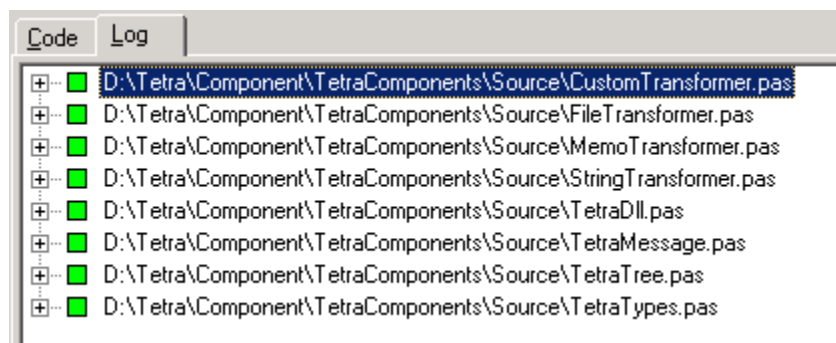 Code Log
D:\Tetra\Component\TetraComponents\Source\CustomTransformer.pas
D:\Tetra\Component\TetraComponents\Source\FileTransformer.pas
D:\Tetra\Component\TetraComponents\Source\MemoTransformer.pas
D:\Tetra\Component\TetraComponents\Source\StringTransformer.pas
D:\Tetra\Component\TetraComponents\Source\TetraDll.pas
D:\Tetra\Component\TetraComponents\Source\TetraMessage.pas
D:\Tetra\Component\TetraComponents\Source\TetraTree.pas
D:\Tetra\Component\TetraComponents\Source\TetraTypes.pas